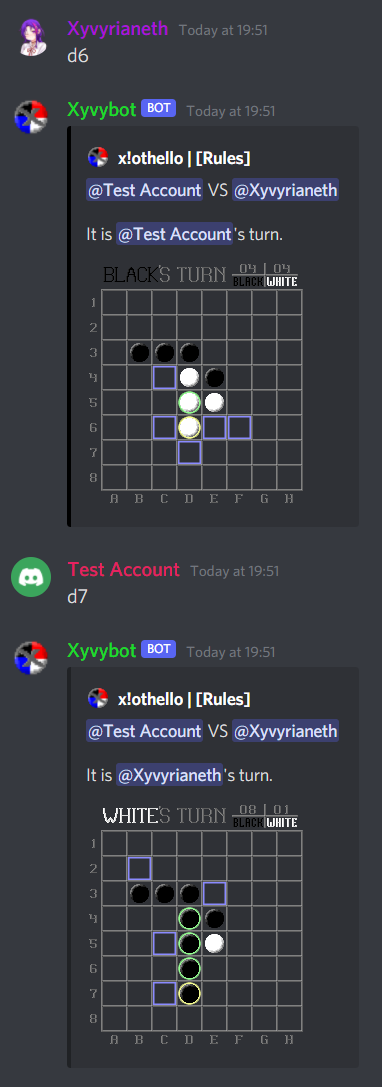 Xyvyrianeth Today at 19:51
d6
Xyvybot BOT Today at 19:51
x!othello | [Rules]
@Test Account VS @Xyvyrianeth
It is @Test Account's turn.
BLACK'S TURN 04 | 04
BLACK WHITE
1
2
3
4
5
6
7
8
A B C D E F G H
Test Account Today at 19:51
d7
Xyvybot BOT Today at 19:51
x!othello | [Rules]
@Test Account VS @Xyvyrianeth
It is @Xyvyrianeth's turn.
WHITE'S TURN 08 | 01
BLACK WHITE
1
2
3
4
5
6
7
8
A B C D E F G H